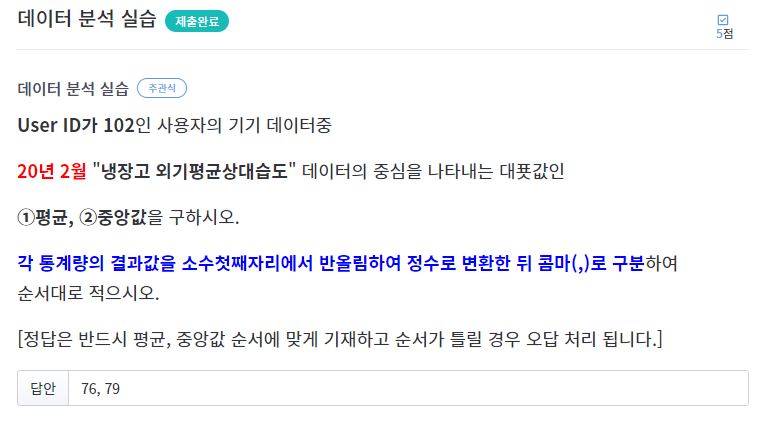 데이터 분석 실습 제출완료
5점
데이터 분석 실습 주관식
User ID가 102인 사용자의 기기 데이터중
20년 2월 "냉장고 외기평균상대습도" 데이터의 중심을 나타내는 대푯값인
①평균, ②중앙값을 구하시오.
각 통계량의 결과값을 소수첫째자리에서 반올림하여 정수로 변환한 뒤 콤마(,)로 구분하여
순서대로 적으시오.
[정답은 반드시 평균, 중앙값 순서에 맞게 기재하고 순서가 틀릴 경우 오답 처리 됩니다.]
답안 76, 79